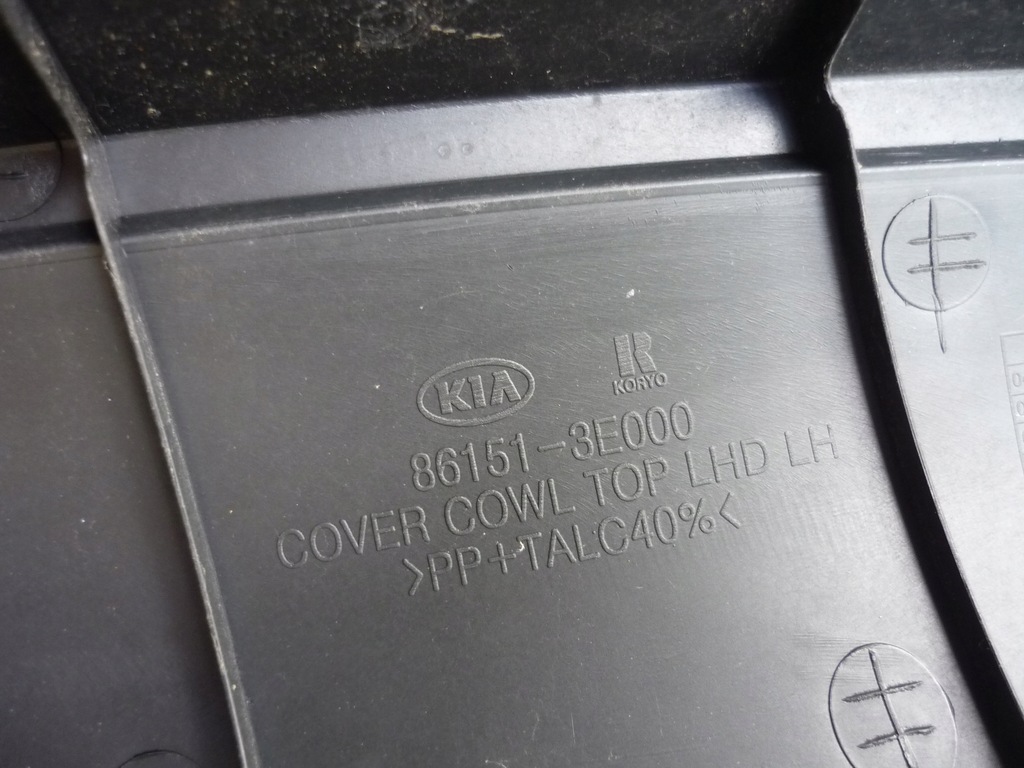 KIA
R
KORYO
86151-3E000
COVER COWL TOP LHD LH
>PP+TALC40%<